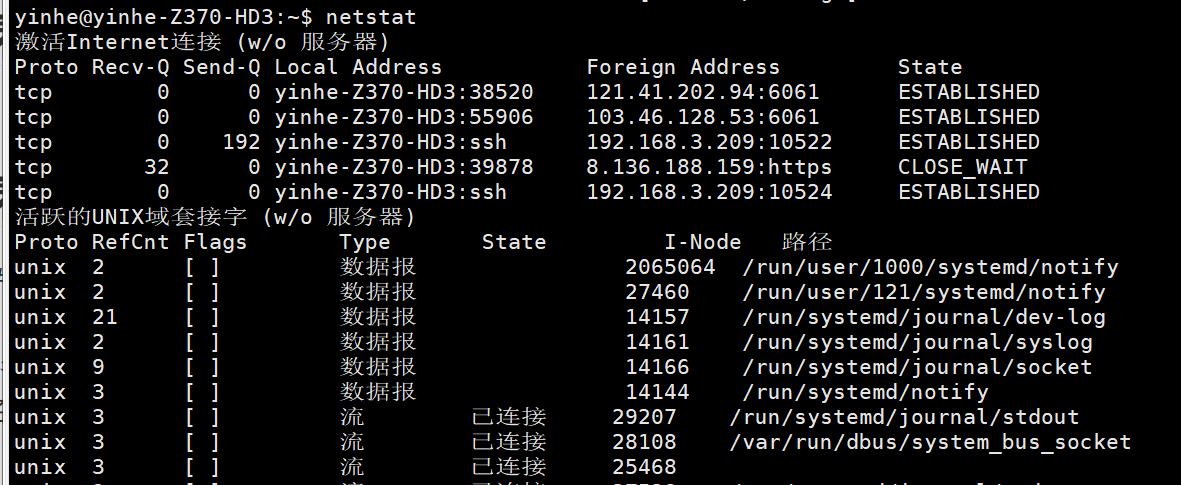 yinhe@yinhe-Z370-HD3:~$ netstat
激活Internet连接 (w/o 服务器)
Proto Recv-Q Send-Q Local Address           Foreign Address         State
tcp        0      0 yinhe-Z370-HD3:38520    121.41.202.94:6061      ESTABLISHED
tcp        0      0 yinhe-Z370-HD3:55906    103.46.128.53:6061      ESTABLISHED
tcp        0    192 yinhe-Z370-HD3:ssh      192.168.3.209:10522     ESTABLISHED
tcp       32      0 yinhe-Z370-HD3:39878    8.136.188.159:https     CLOSE_WAIT
tcp        0      0 yinhe-Z370-HD3:ssh      192.168.3.209:10524     ESTABLISHED
活跃的UNIX域套接字 (w/o 服务器)
Proto RefCnt Flags       Type       State         I-Node   路径
unix  2      [ ]         数据报                2065064  /run/user/1000/systemd/notify
unix  2      [ ]         数据报                27460    /run/user/121/systemd/notify
unix  21     [ ]         数据报                14157    /run/systemd/journal/dev-log
unix  2      [ ]         数据报                14161    /run/systemd/journal/syslog
unix  9      [ ]         数据报                14166    /run/systemd/journal/socket
unix  3      [ ]         数据报                14144    /run/systemd/notify
unix  3      [ ]         流          已连接     29207    /run/systemd/journal/stdout
unix  3      [ ]         流          已连接     28108    /var/run/dbus/system_bus_socket
unix  3      [ ]         流          已连接     25468